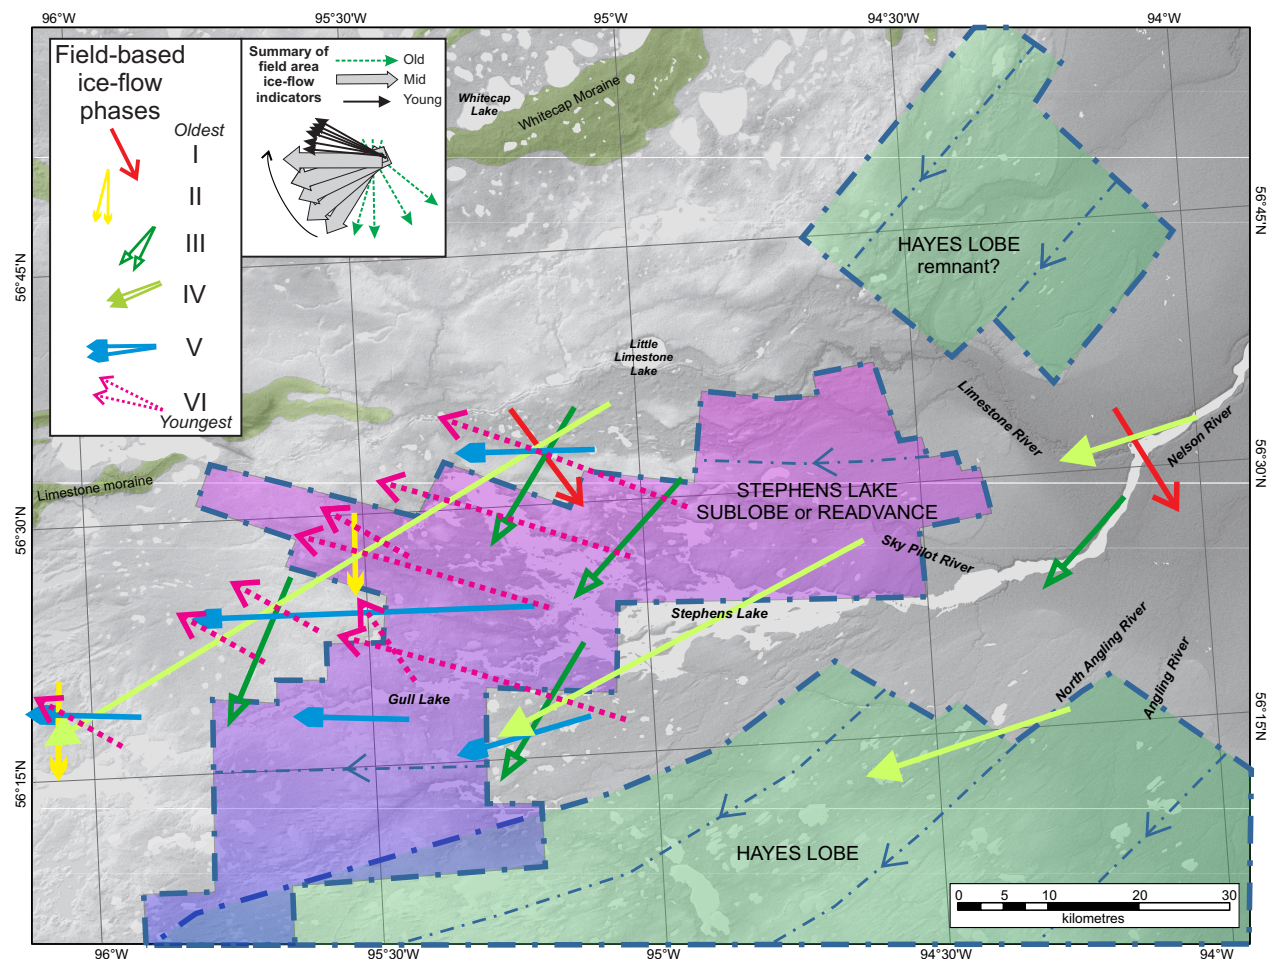 96°W
95°30'W
95°W
94°30'W
94°W
Field-based
ice-flow
phases
Oldest
I
II
III
IV
V
VI
Youngest
Summary of
field area
ice-flow
indicators
Old
Mid
Young
Whitecap
Lake
Whitecap Moraine
56°45'N
56°45'N
HAYES LOBE
remnant?
Little
Limestone
Lake
Limestone River
Nelson River
56°30'N
56°30'N
Limestone moraine
STEPHENS LAKE
SUBLOBE or READVANCE
Sky Pilot River
Stephens Lake
North Angling River
Angling River
Gull Lake
56°15'N
56°15'N
HAYES LOBE
0 5 10 20 30
kilometres
96°W
95°30'W
95°W
94°30'W
94°W